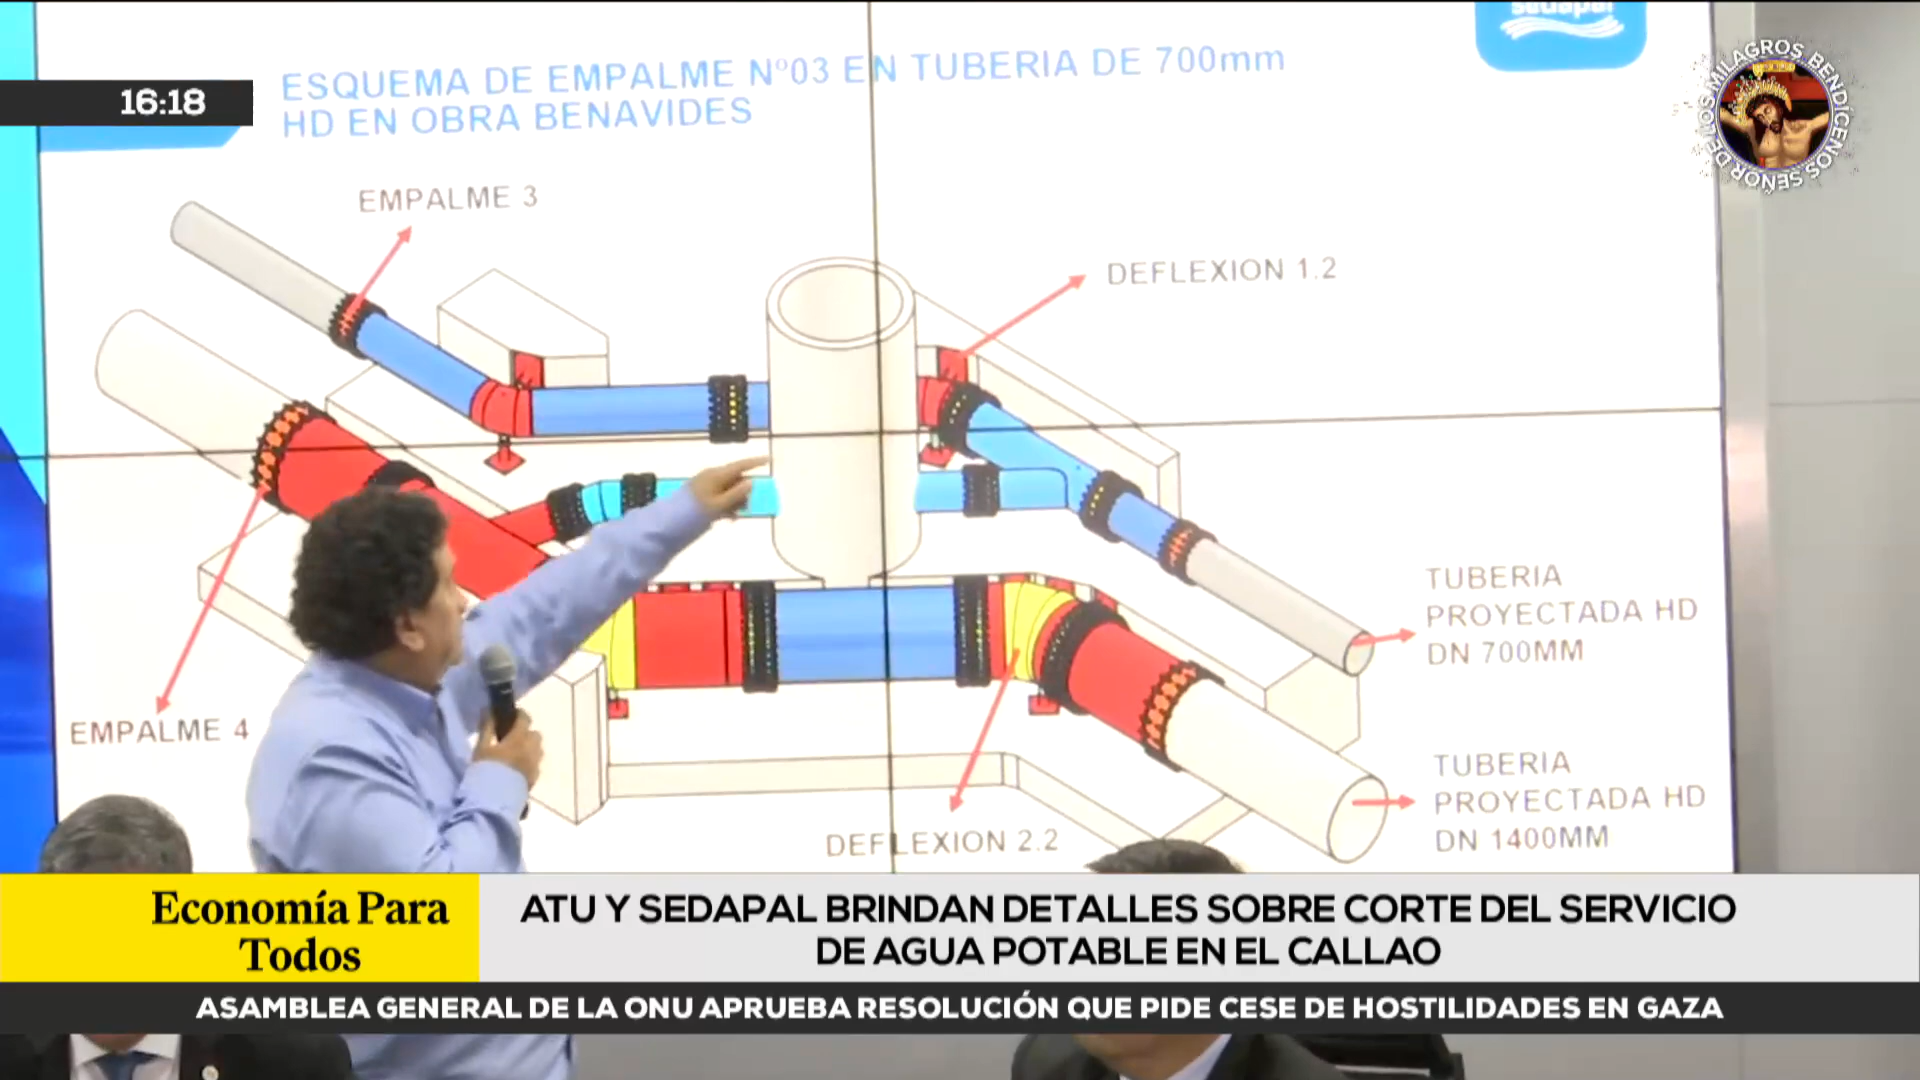 sedapal
ESQUEMA DE EMPALME Nº03 EN TUBERIA DE 700mm
HD EN OBRA BENAVIDES
16:18
SEÑOR DE LOS MILAGROS BENDÍCENOS
EMPALME 3
DEFLEXION 1.2
TUBERIA
PROYECTADA HD
DN 700MM
EMPALME 4
TUBERIA
PROYECTADA HD
DN 1400MM
DEFLEXION 2.2
Economía Para
Todos
ATU Y SEDAPAL BRINDAN DETALLES SOBRE CORTE DEL SERVICIO
DE AGUA POTABLE EN EL CALLAO
ASAMBLEA GENERAL DE LA ONU APRUEBA RESOLUCIÓN QUE PIDE CESE DE HOSTILIDADES EN GAZA